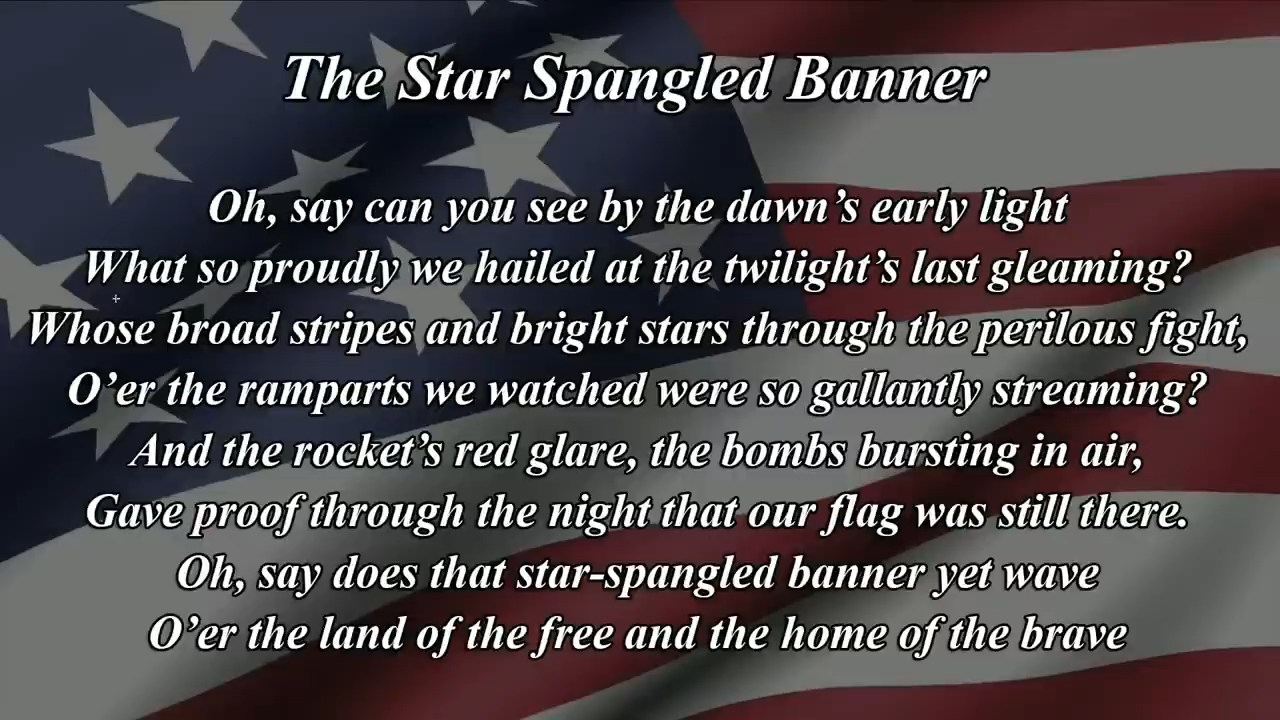 The Star Spangled Banner
Oh, say can you see by the dawn’s early light
What so proudly we hailed at the twilight’s last gleaming?
Whose broad stripes and bright stars through the perilous fight,
O’er the ramparts we watched were so gallantly streaming?
And the rocket’s red glare, the bombs bursting in air,
Gave proof through the night that our flag was still there.
Oh, say does that star-spangled banner yet wave
O’er the land of the free and the home of the brave